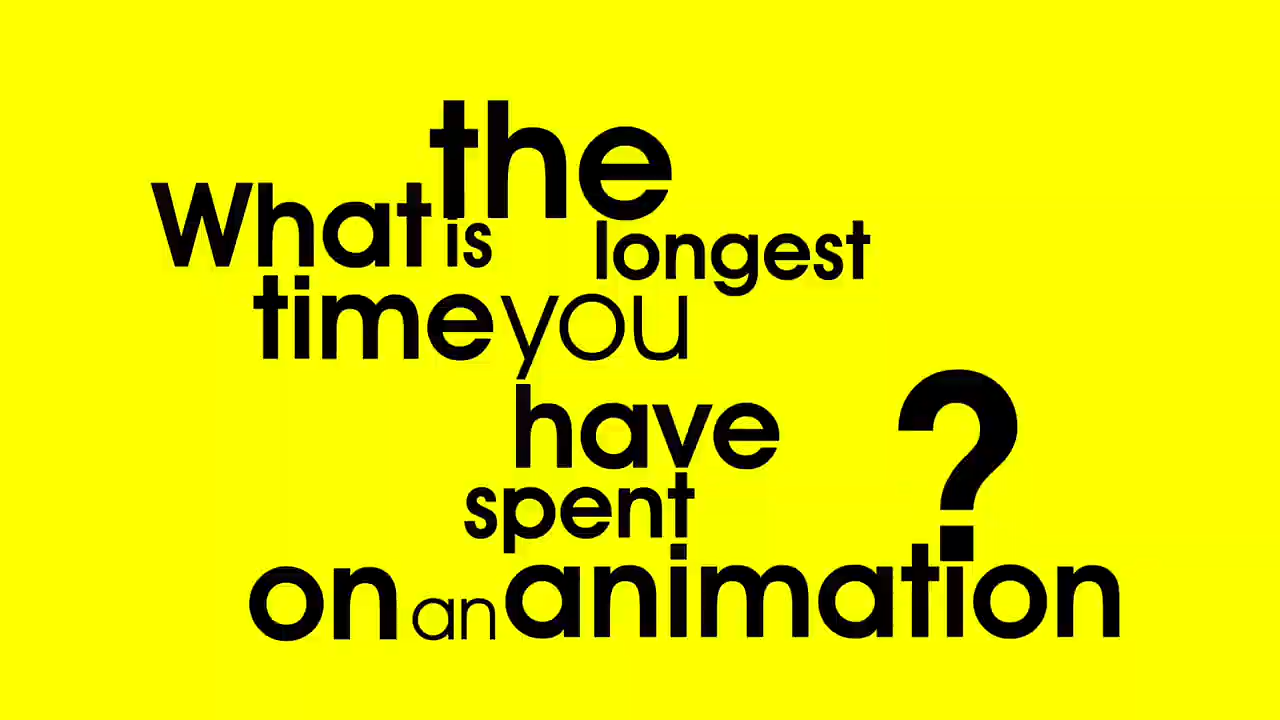 What is the longest
time you
have
spent
on an animation?